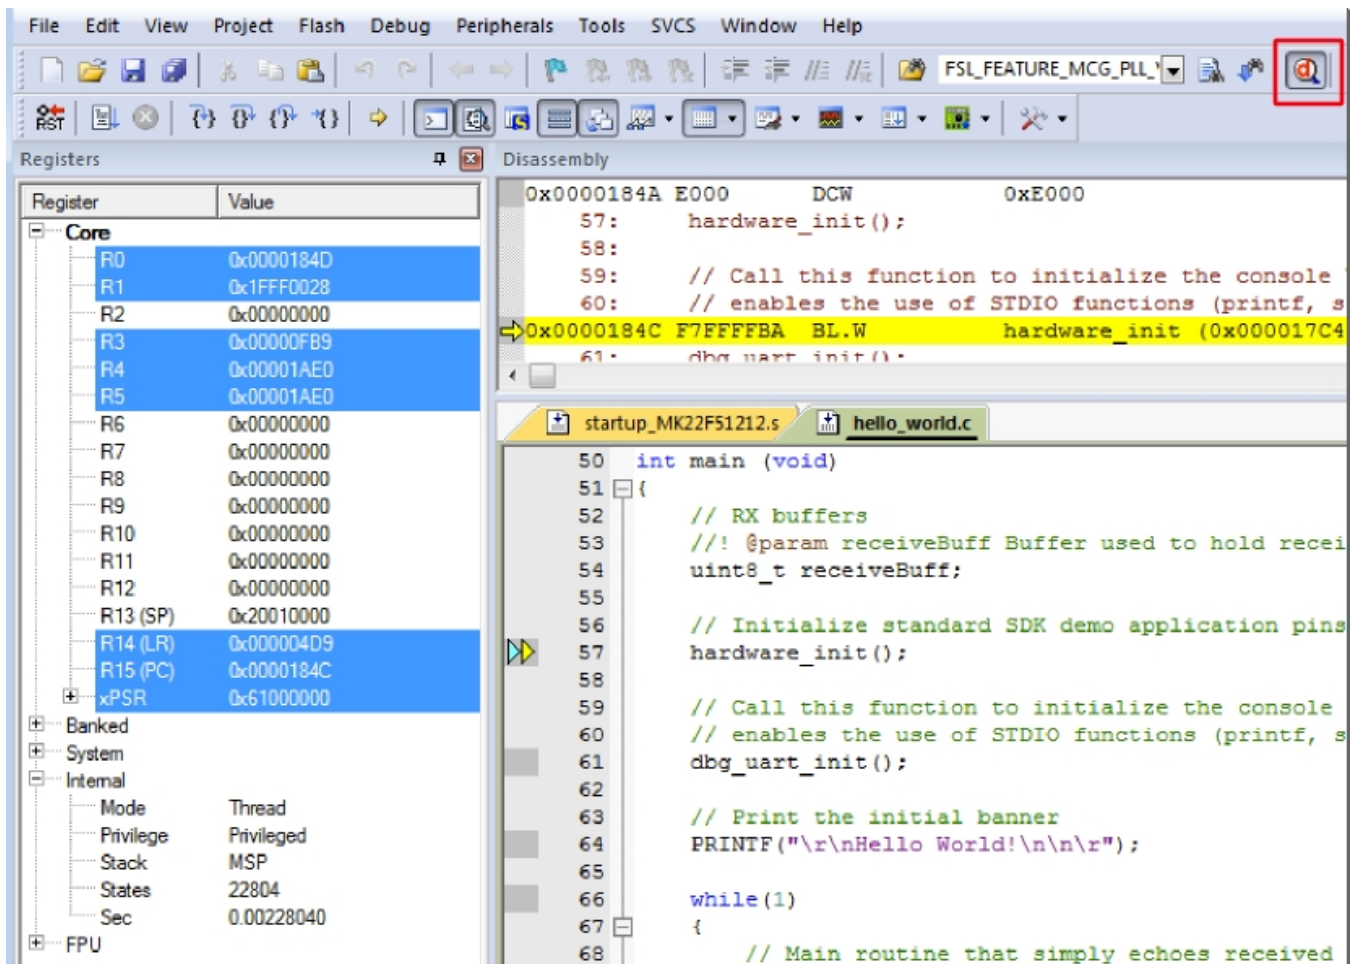 File Edit View Project Flash Debug Peripherals Tools SVCS Window Help
FSL_FEATURE_MCG_PLL_
RST
Registers
Register Value
Core
R0 0x0000184D
R1 0x1FFF0028
R2 0x00000000
R3 0x00000FB9
R4 0x00001AE0
R5 0x00001AE0
R6 0x00000000
R7 0x00000000
R8 0x00000000
R9 0x00000000
R10 0x00000000
R11 0x00000000
R12 0x00000000
R13 (SP) 0x20010000
R14 (LR) 0x000004D9
R15 (PC) 0x0000184C
xPSR 0x61000000
Banked
System
Internal
Mode Thread
Privilege Privileged
Stack MSP
States 22804
Sec 0.00228040
FPU
Disassembly
0x0000184A E000 DCW 0xE000
57: hardware_init();
58:
59: // Call this function to initialize the console
60: // enables the use of STDIO functions (printf, s
0x0000184C F7FFFFBA BL.W hardware_init (0x000017C4
61: dbg_uart_init();
startup_MK22F51212.s hello_world.c
50 int main (void)
51 {
52 // RX buffers
53 //! @param receiveBuff Buffer used to hold recei
54 uint8_t receiveBuff;
55
56 // Initialize standard SDK demo application pins
57 hardware_init();
58
59 // Call this function to initialize the console
60 // enables the use of STDIO functions (printf, s
61 dbg_uart_init();
62
63 // Print the initial banner
64 PRINTF("\r\nHello World!\n\n\r");
65
66 while(1)
67 {
68 // Main routine that simply echoes received